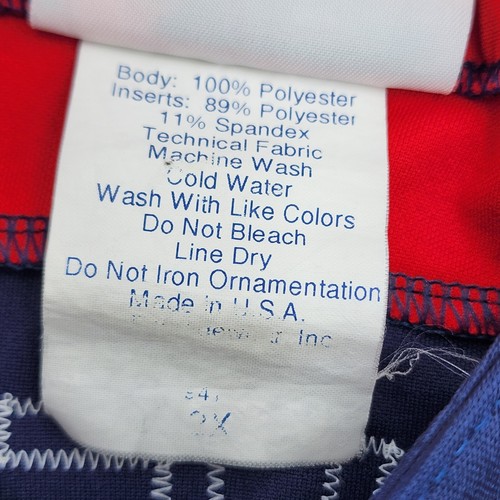 Body: 100% Polyester
Inserts: 89% Polyester
11% Spandex
Technical Fabric
Machine Wash
Cold Water
Wash With Like Colors
Do Not Bleach
Line Dry
Do Not Iron Ornamentation
Made in U.S.A.
Inc
2X